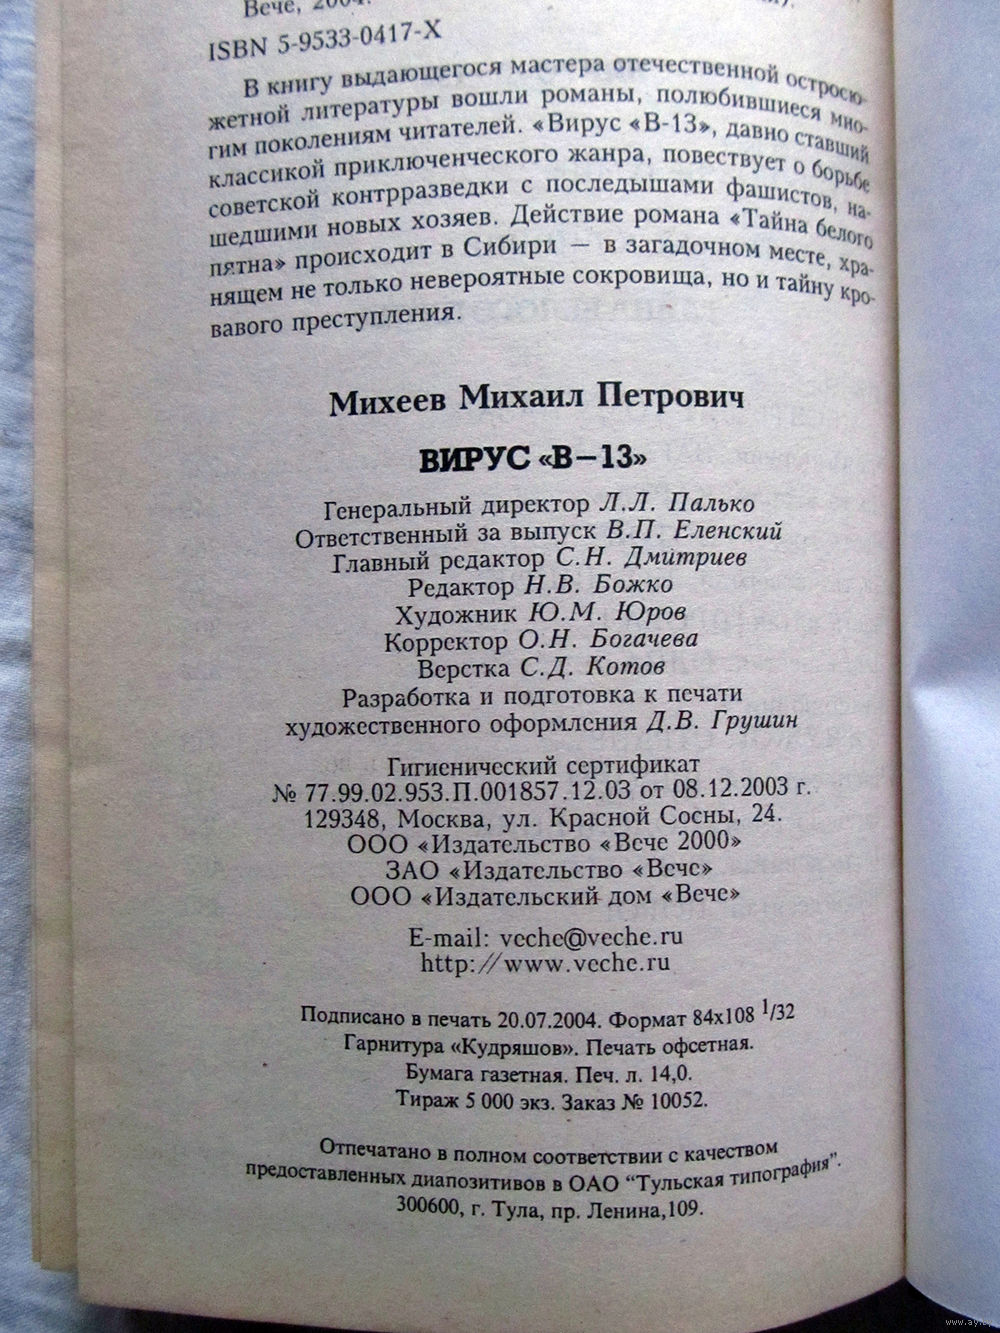 Вече, 2004.
ISBN 5-9533-0417-X
В книгу выдающегося мастера отечественной остросю-
жетной литературы вошли романы, полюбившиеся мно-
гим поколениям читателей. «Вирус «В-13», давно ставший
классикой приключенческого жанра, повествует о борьбе
советской контрразведки с последышами фашистов, на-
шедшими новых хозяев. Действие романа «Тайна белого
пятна» происходит в Сибири — в загадочном месте, хра-
нящем не только невероятные сокровища, но и тайну кро-
вавого преступления.
Михеев Михаил Петрович
ВИРУС «В–13»
Генеральный директор Л.Л. Палько
Ответственный за выпуск В.П. Еленский
Главный редактор С.Н. Дмитриев
Редактор Н.В. Божко
Художник Ю.М. Юров
Корректор О.Н. Богачева
Верстка С.Д. Котов
Разработка и подготовка к печати
художественного оформления Д.В. Грушин
Гигиенический сертификат
№ 77.99.02.953.П.001857.12.03 от 08.12.2003 г.
129348, Москва, ул. Красной Сосны, 24.
ООО «Издательство «Вече 2000»
ЗАО «Издательство «Вече»
ООО «Издательский дом «Вече»
E-mail: veche@veche.ru
http://www.veche.ru
Подписано в печать 20.07.2004. Формат 84x108 1/32
Гарнитура «Кудряшов». Печать офсетная.
Бумага газетная. Печ. л. 14,0.
Тираж 5 000 экз. Заказ № 10052.
Отпечатано в полном соответствии с качеством
предоставленных диапозитивов в ОАО "Тульская типография".
300600, г. Тула, пр. Ленина,109.